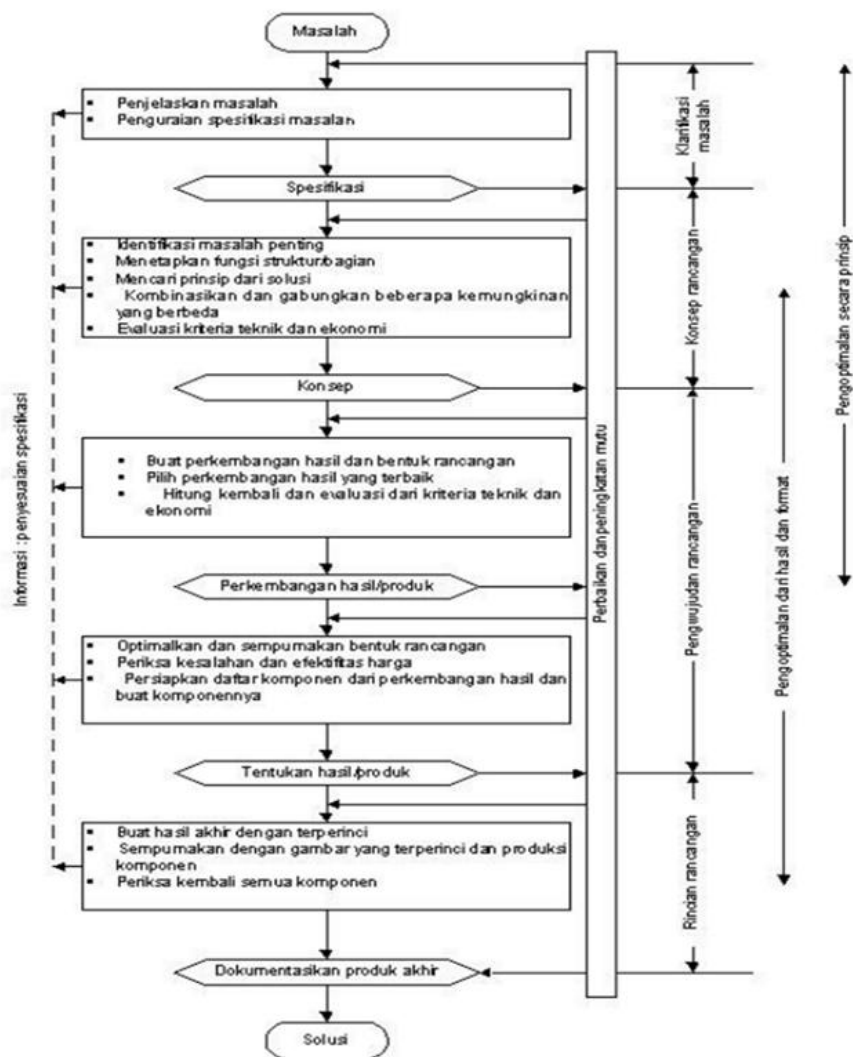 Masalah
▪ Penjelaskan masalah
▪ Penguraian spesifikasi masalan
Spesifikasi
▪ Identifikasi masalah penting
▪ Menetapkan fungsi struktur/bagian
▪ Mencari prinsip dari solusi
▪ Kombinasikan dan gabungkan beberapa kemungkinan
yang berbeda
▪ Evaluasi kriteria teknik dan ekonomi
Konsep
▪ Buat perkembangan hasil dan bentuk rancangan
▪ Pilih perkembangan hasil yang terbaik
▪ Hitung kembali dan evaluasi dari kriteria teknik dan
ekonomi
Perkembangan hasil/produk
▪ Optimalkan dan sempurnakan bentuk rancangan
▪ Periksa kesalahan dan efektifitas harga
▪ Persiapkan daftar komponen dari perkembangan hasil dan
buat komponennya
Tentukan hasil/produk
▪ Buat hasil akhir dengan terperinci
▪ Sempurnakan dengan gambar yang terperinci dan produksi
komponen
▪ Periksa kembali semua komponen
Dokumentasikan produk akhir
Solusi
Informasi : penyesuaian spesifikasi
Perbaikan dan peningkatan mutu
Klarifikasi
masalah
Konsep rancangan
Pengwujudan rancangan
Rincian rancangan
Pengoptimalan dari hasil dan format
Pengoptimalan secara prinsip